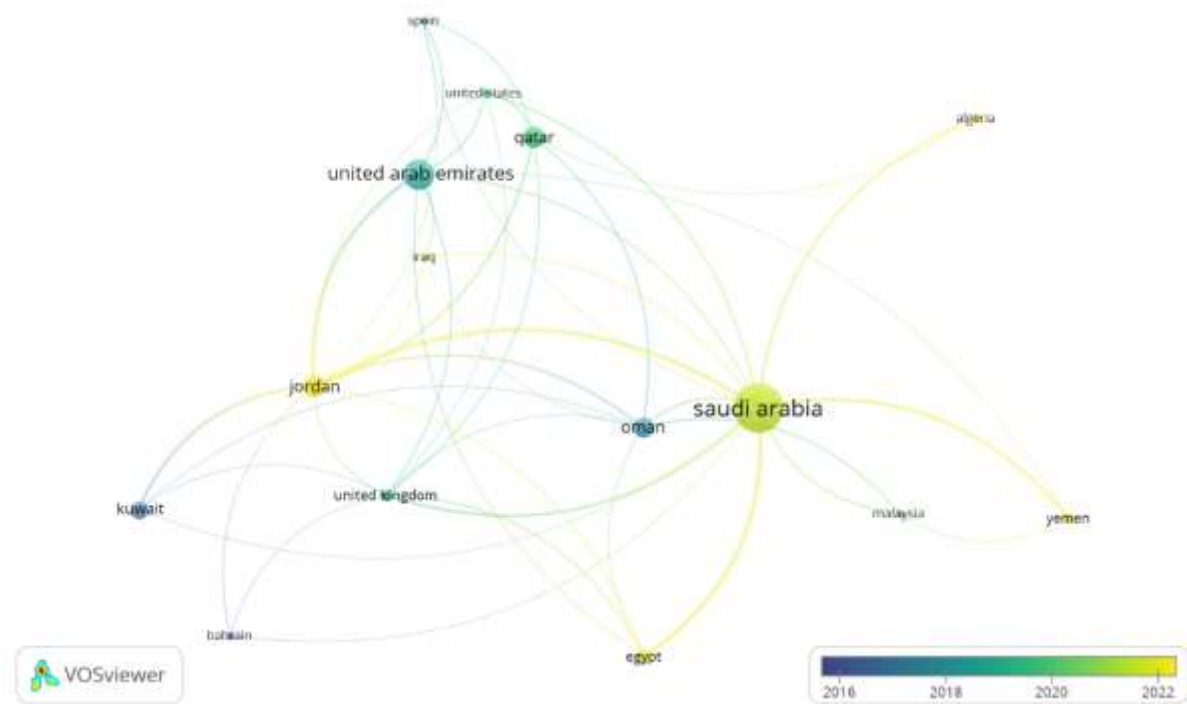 spain
united states
qatar
algeria
united arab emirates
iraq
jordan
saudi arabia
oman
united kingdom
kuwait
malaysia
yemen
bahrain
egypt
VOSviewer
2016 2018 2020 2022